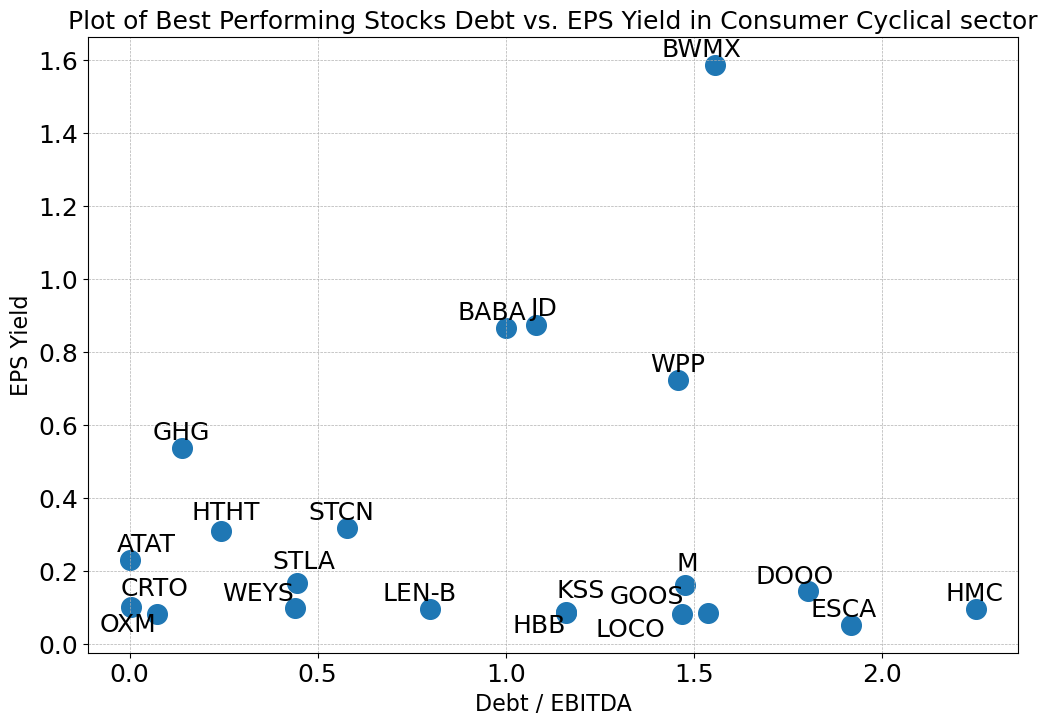 Plot of Best Performing Stocks Debt vs. EPS Yield in Consumer Cyclical sector
BWMX
1.6
1.4
1.2
1.0
BABA JD
0.8
WPP
EPS Yield
0.6
GHG
0.4
HTHT STCN
ATAT
STLA M
0.2
DOOO
CRTO WEYS LEN-B KSS GOOS HMC
ESCA
OXM HBB LOCO
0.0
0.0 0.5 1.0 1.5 2.0
Debt / EBITDA